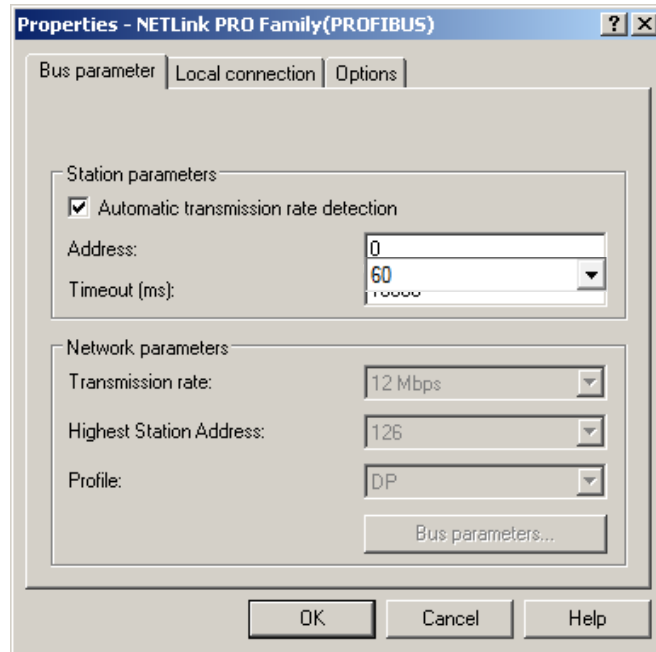 Properties - NETLink PRO Family(PROFIBUS)
Bus parameter Local connection Options
Station parameters
Automatic transmission rate detection
Address: 0
60
Timeout (ms):
Network parameters
Transmission rate: 12 Mbps
Highest Station Address: 126
Profile: DP
Bus parameters...
OK Cancel Help